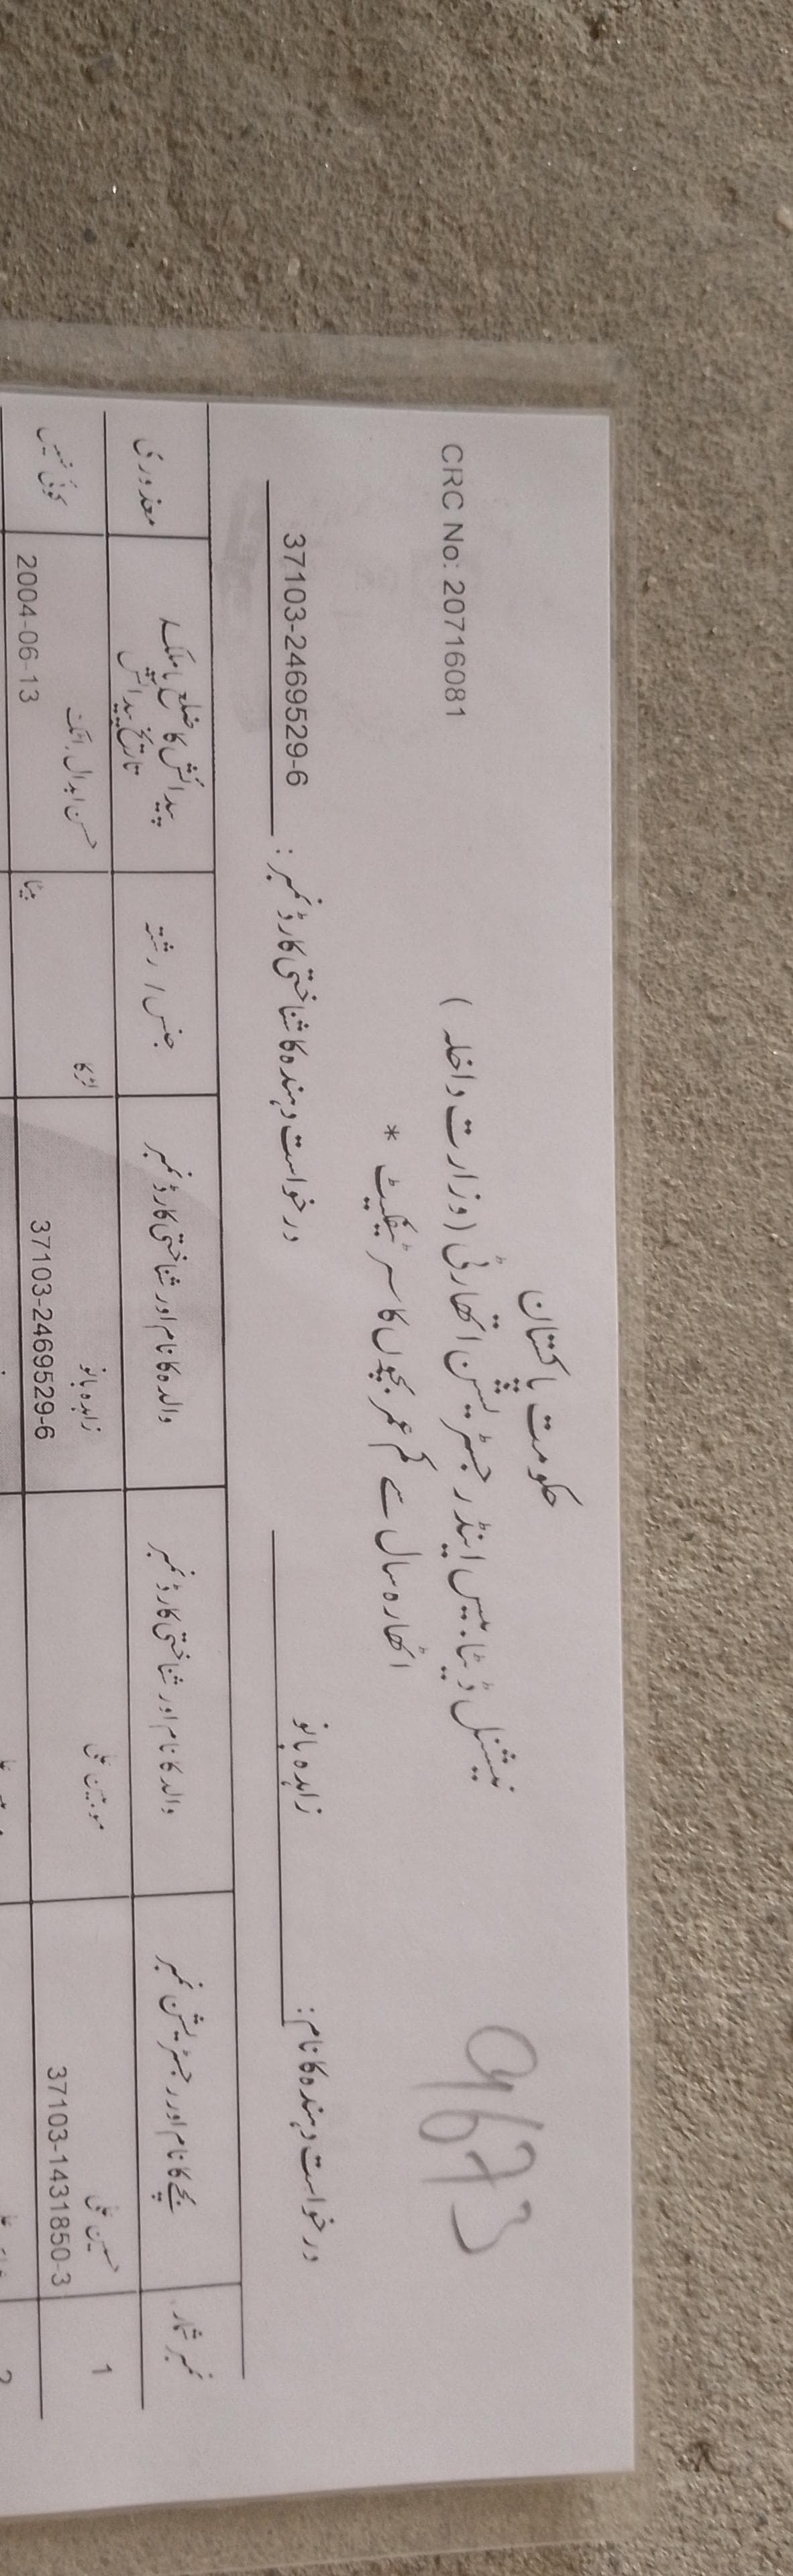 حکومت پاکستان
نیشنل ڈیٹا بیس اینڈ رجسٹریشن اتھارٹی (وزارت داخلہ)
CRC No: 20716081
9673
اٹھارہ سال سے کم عمر بچوں کا سرٹیفکیٹ *
درخواست دہندہ کا نام: زاہدہ بانو درخواست دہندہ کا شناختی کارڈ نمبر: 37103-2469529-6
نمبر شمار بچے کا نام اور رجسٹریشن نمبر والد کا نام اور شناختی کارڈ نمبر والدہ کا نام اور شناختی کارڈ نمبر جنس / رشتہ پیدائش کا ضلع یا ملک / تاریخ پیدائش معذوری
1 حسین علی زاہدہ بانو لڑکا حسن ابدال، اٹک کوئی نہیں
37103-1431850-3 37103-2469529-6 بیٹا 2004-06-13
2